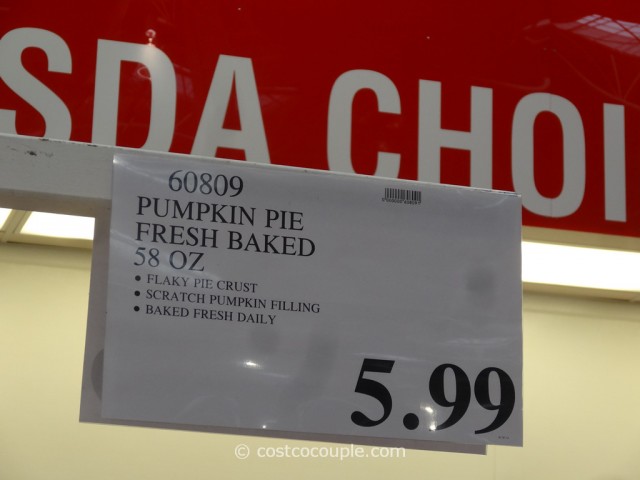 SDA CHOI
60809
PUMPKIN PIE
FRESH BAKED
58 OZ
• FLAKY PIE CRUST
• SCRATCH PUMPKIN FILLING
• BAKED FRESH DAILY
5.99
© costcocouple.com